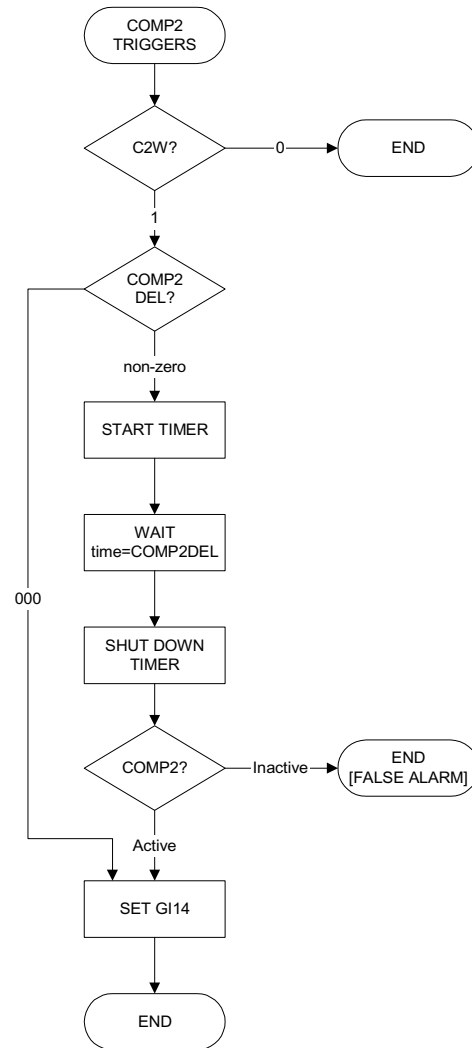 COMP2
TRIGGERS
C2W?
0
END
1
COMP2
DEL?
non-zero
START TIMER
WAIT
time=COMP2DEL
000
SHUT DOWN
TIMER
COMP2?
Inactive
END
[FALSE ALARM]
Active
SET GI14
END